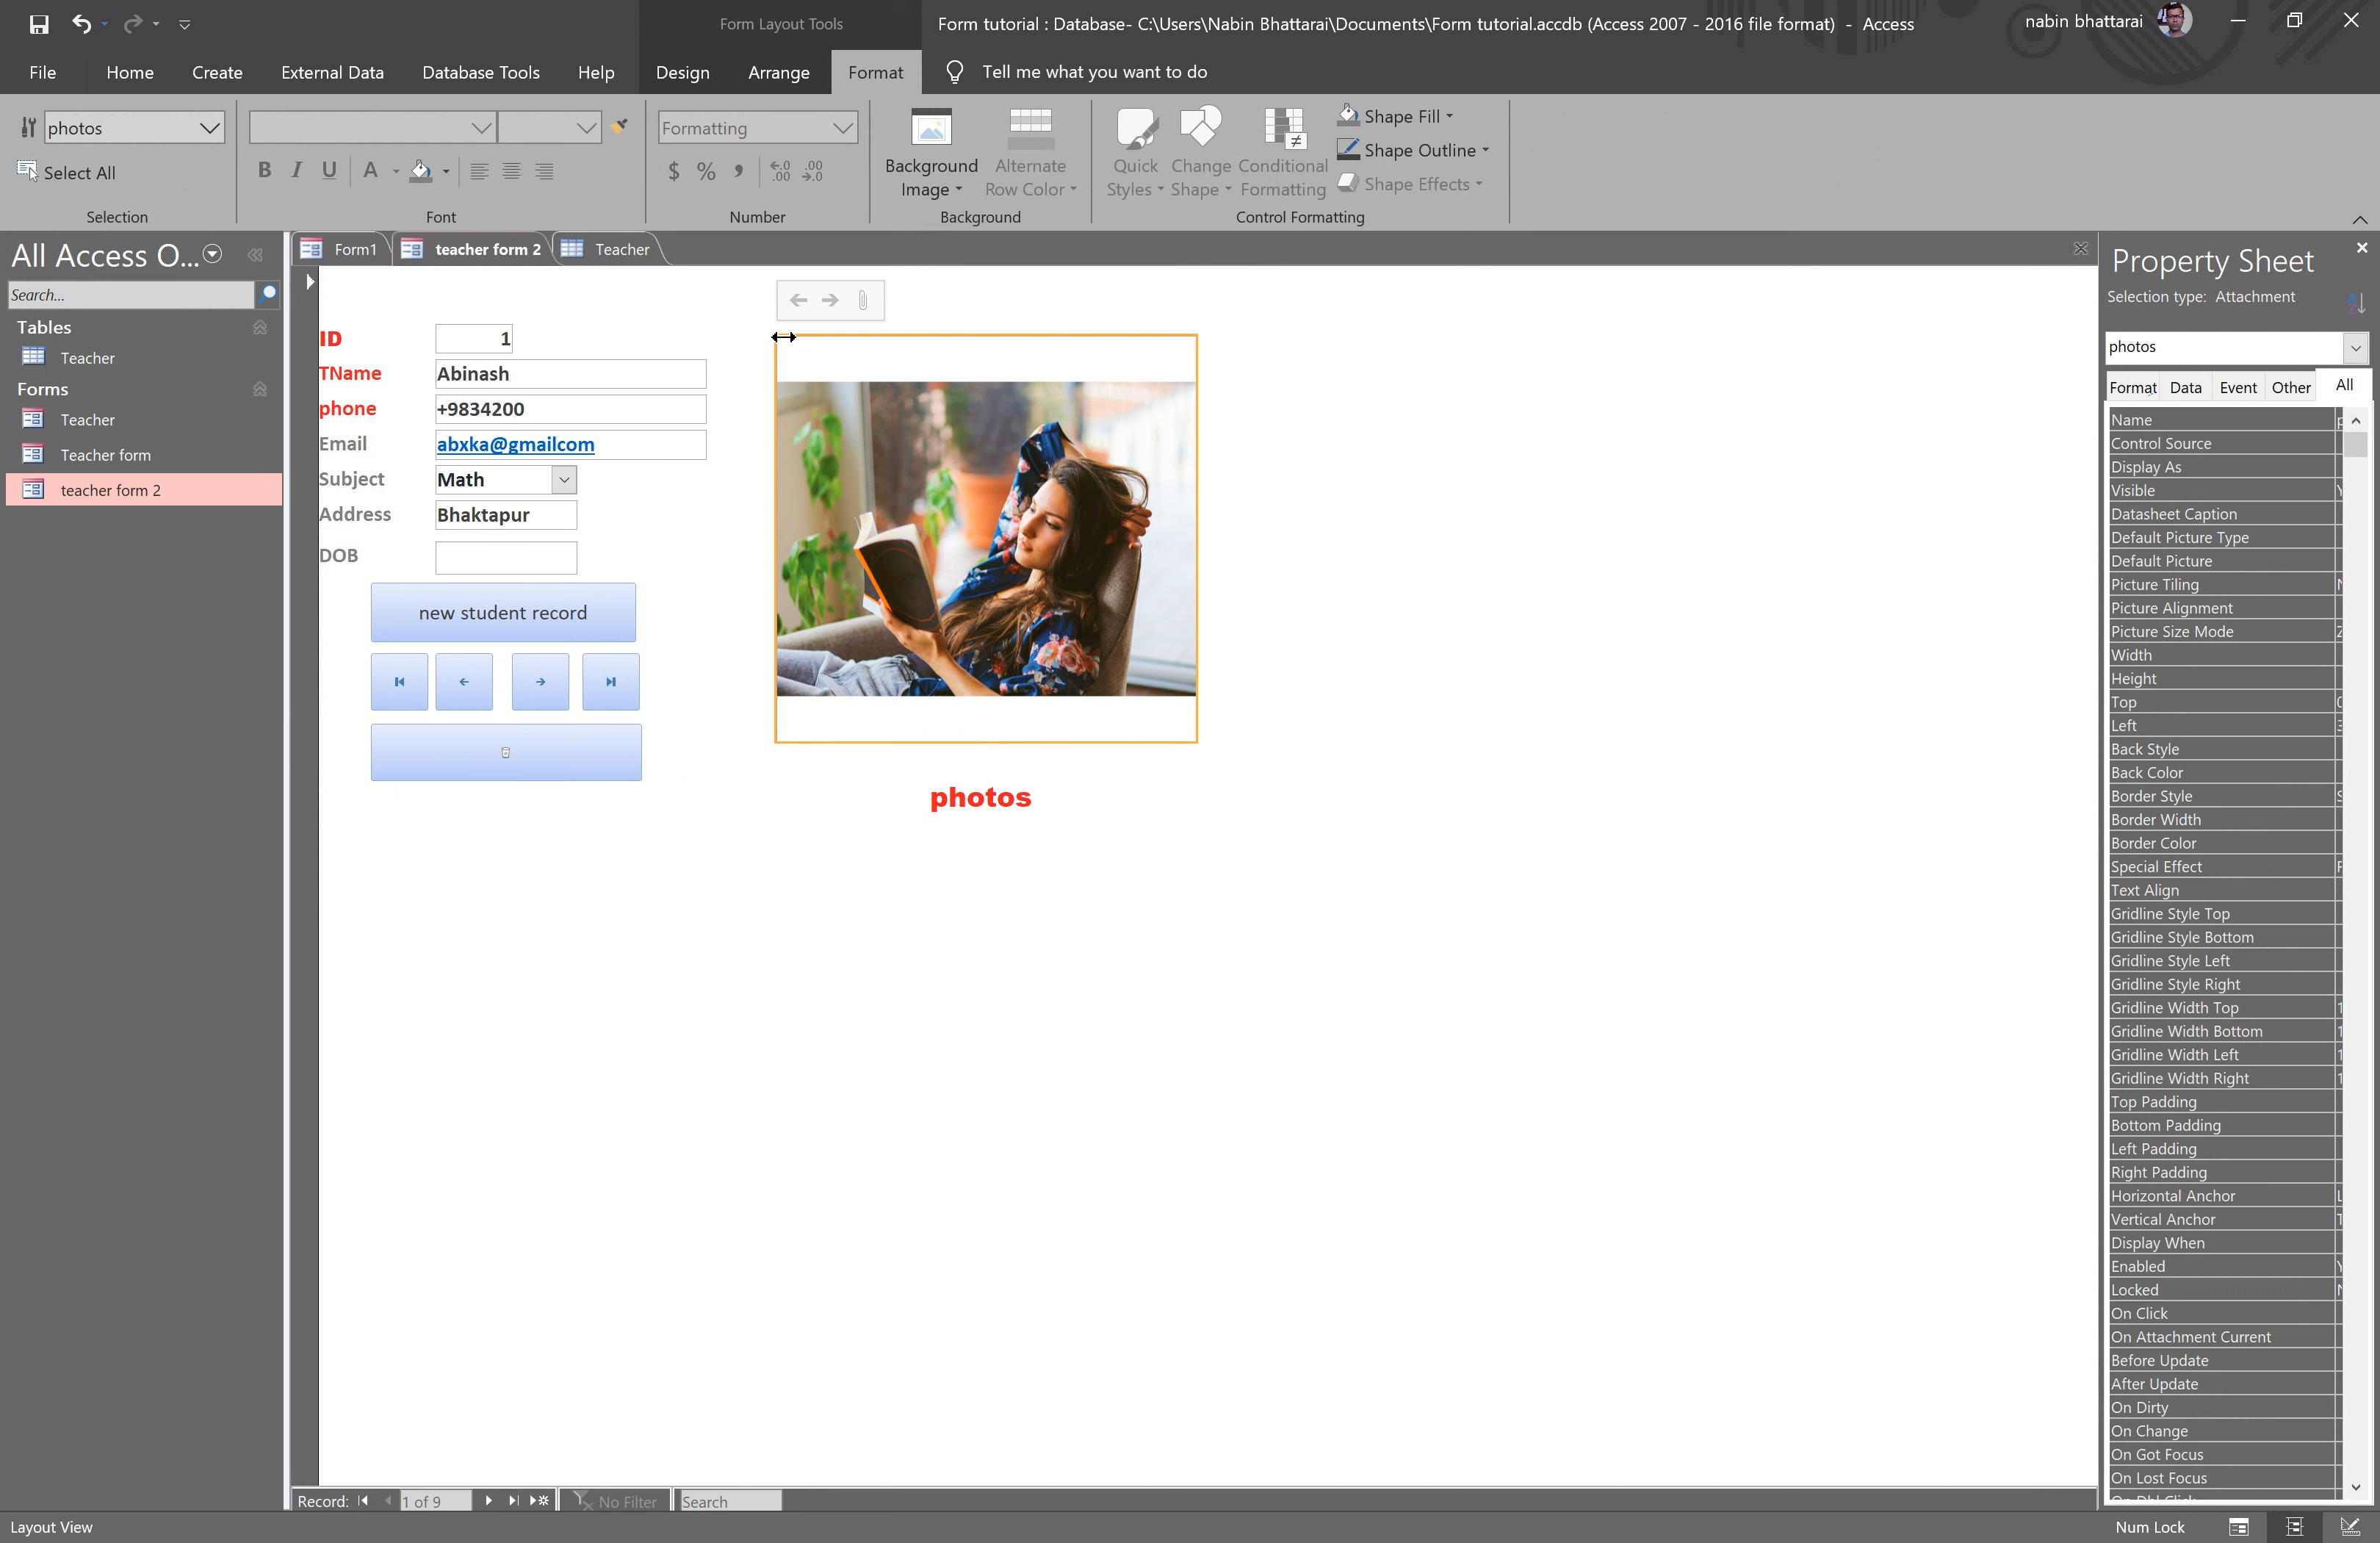 Form Layout Tools
Form tutorial : Database- C:\Users\Nabin Bhattarai\Documents\Form tutorial.accdb (Access 2007 - 2016 file format)  -  Access
nabin bhattarai
File Home Create External Data Database Tools Help Design Arrange Format Tell me what you want to do
photos
Select All
Selection
B I U A
Font
Formatting
$ % , .00 .0
Number
Background Image
Alternate Row Color
Background
Quick Styles
Change Shape
Conditional Formatting
Shape Fill
Shape Outline
Shape Effects
Control Formatting
All Access O...
Search...
Tables
Teacher
Forms
Teacher
Teacher form
teacher form 2
Form1 teacher form 2 Teacher
ID 1
TName Abinash
phone +9834200
Email abxka@gmailcom
Subject Math
Address Bhaktapur
DOB
new student record
photos
Property Sheet
Selection type: Attachment
photos
Format Data Event Other All
Name
Control Source
Display As
Visible
Datasheet Caption
Default Picture Type
Default Picture
Picture Tiling
Picture Alignment
Picture Size Mode
Width
Height
Top
Left
Back Style
Back Color
Border Style
Border Width
Border Color
Special Effect
Text Align
Gridline Style Top
Gridline Style Bottom
Gridline Style Left
Gridline Style Right
Gridline Width Top
Gridline Width Bottom
Gridline Width Left
Gridline Width Right
Top Padding
Bottom Padding
Left Padding
Right Padding
Horizontal Anchor
Vertical Anchor
Display When
Enabled
Locked
On Click
On Attachment Current
Before Update
After Update
On Dirty
On Change
On Got Focus
On Lost Focus
Record: 1 of 9 No Filter Search
Layout View
Num Lock